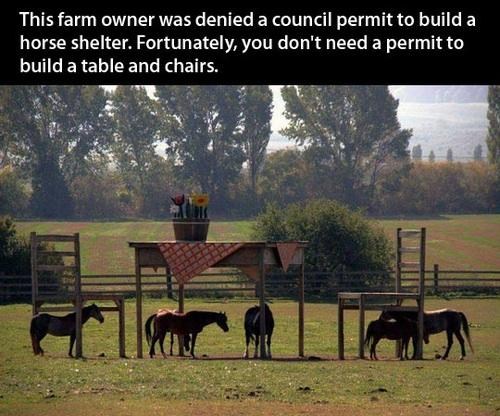 This farm owner was denied a council permit to build a
horse shelter. Fortunately, you don't need a permit to
build a table and chairs.